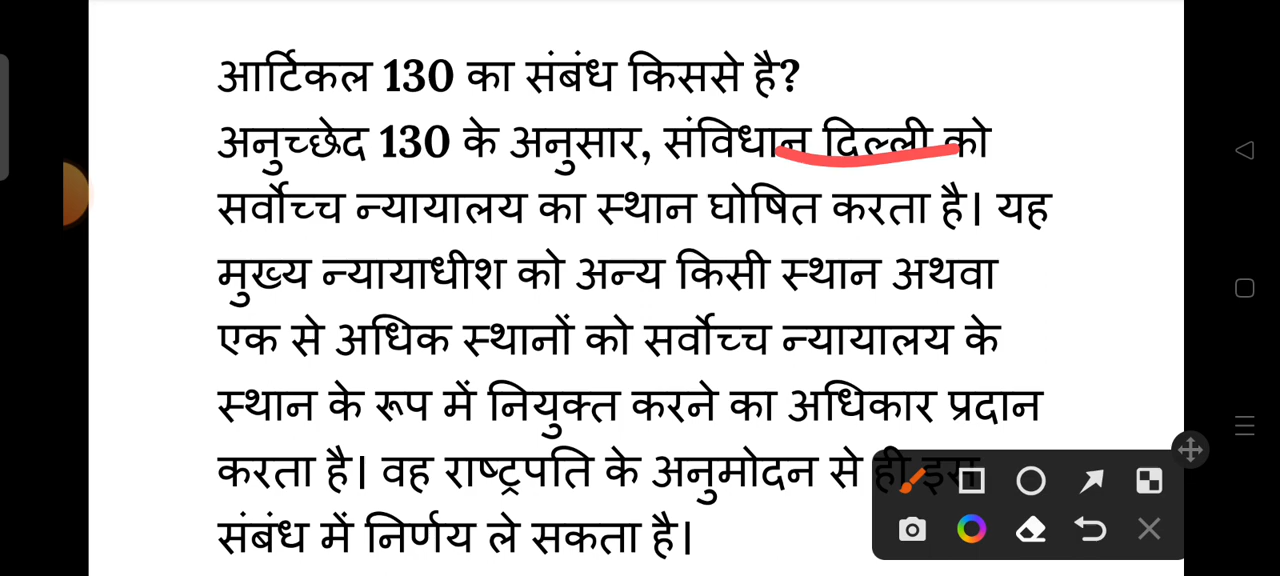 आर्टिकल 130 का संबंध किससे है?
अनुच्छेद 130 के अनुसार, संविधान दिल्ली को
सर्वोच्च न्यायालय का स्थान घोषित करता है। यह
मुख्य न्यायाधीश को अन्य किसी स्थान अथवा
एक से अधिक स्थानों को सर्वोच्च न्यायालय के
स्थान के रूप में नियुक्त करने का अधिकार प्रदान
करता है। वह राष्ट्रपति के अनुमोदन से ही इस
संबंध में निर्णय ले सकता है।